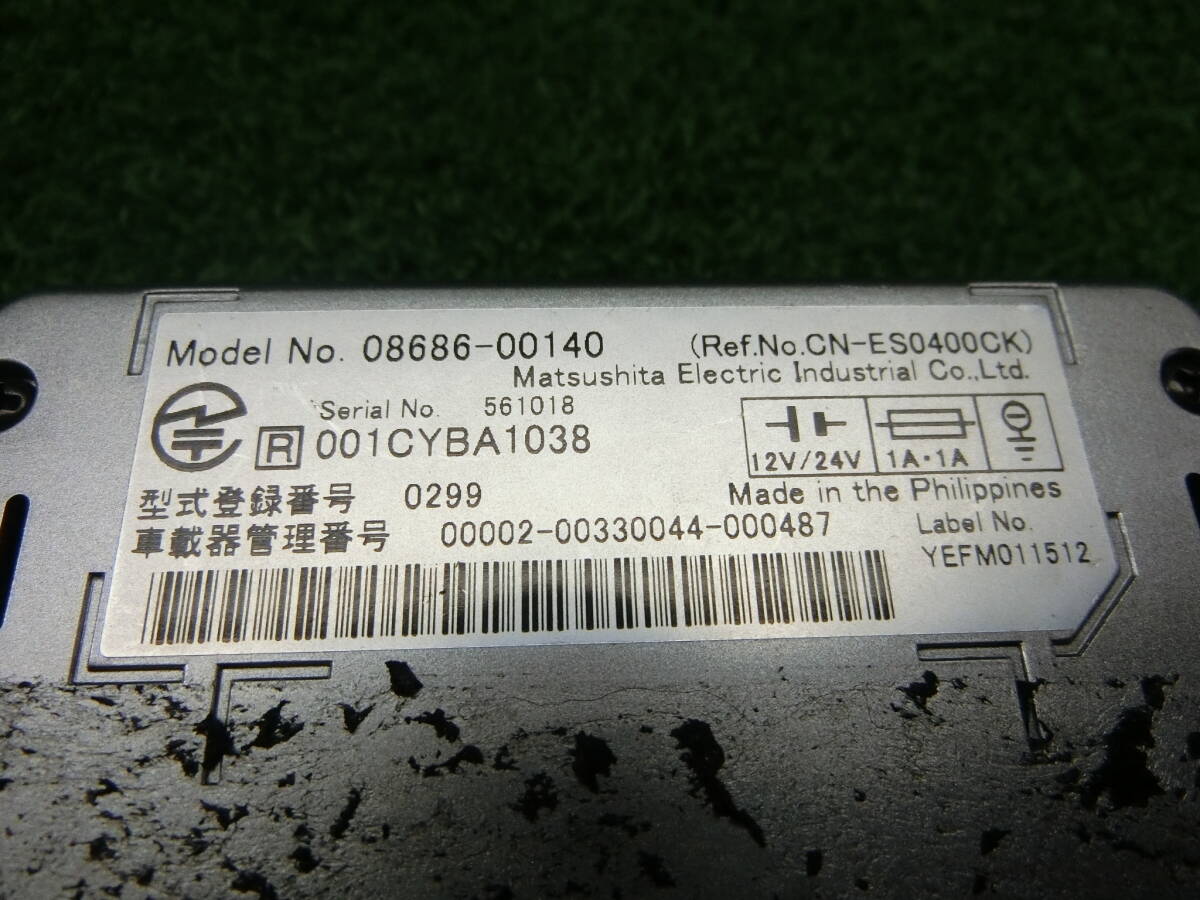 Model No. 08686-00140 (Ref.No.CN-ES0400CK)
Matsushita Electric Industrial Co.,Ltd.
Serial No. 561018
R 001CYBA1038
12V/24V 1A・1A
型式登録番号 0299
Made in the Philippines
車載器管理番号 00002-00330044-000487
Label No.
YEFM011512